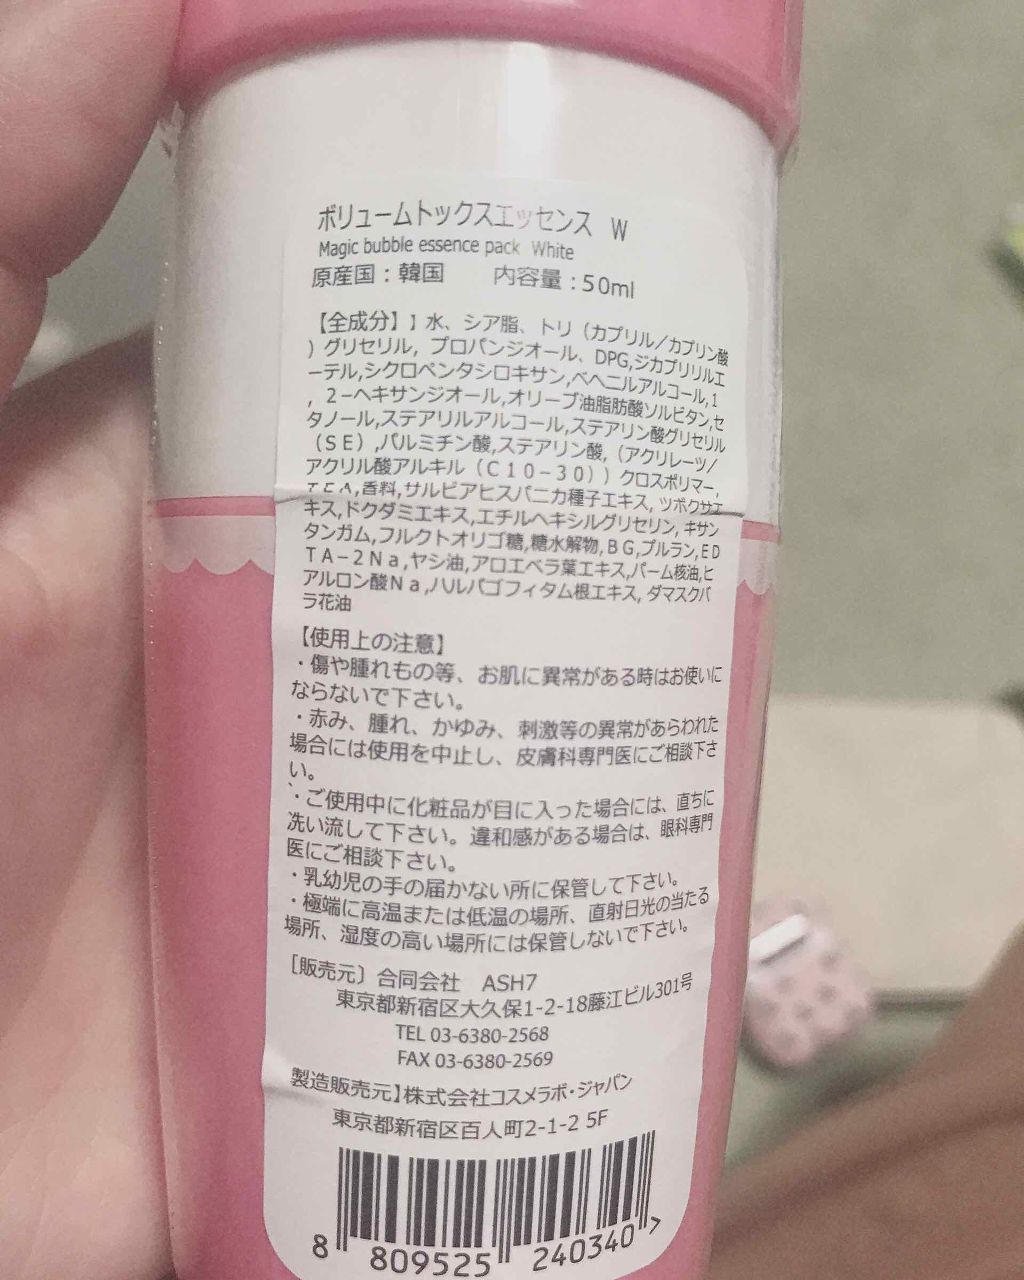 ボリュームトックスエッセンス W
Magic bubble essence pack White
原産国：韓国 内容量：50ml
【全成分】】水、シア脂、トリ（カプリル／カプリン酸
）グリセリル，プロパンジオール、DPG,ジカプリリルエ
ーテル,シクロペンタシロキサン,ベヘニルアルコール,1
，２－ヘキサンジオール,オリーブ油脂肪酸ソルビタン,セ
タノール,ステアリルアルコール,ステアリン酸グリセリル
（ＳＥ）,パルミチン酸,ステアリン酸,（アクリレーツ／
アクリル酸アルキル（Ｃ１０－３０））クロスポリマー,
ＴＥＡ,香料,サルビアヒスパニカ種子エキス, ツボクサエ
キス,ドクダミエキス,エチルヘキシルグリセリン, キサン
タンガム,フルクトオリゴ糖,糖水解物,ＢＧ,プルラン,ＥＤ
ＴＡ－２Ｎａ,ヤシ油,アロエベラ葉エキス,パーム核油,ヒ
アルロン酸Ｎａ,ハルパゴフィタム根エキス, ダマスクバ
ラ花油
【使用上の注意】
・傷や腫れもの等、お肌に異常がある時はお使いに
ならないで下さい。
・赤み、腫れ、かゆみ、刺激等の異常があらわれた
場合には使用を中止し、皮膚科専門医にご相談下さ
い。
・ご使用中に化粧品が目に入った場合には、直ちに
洗い流して下さい。違和感がある場合は、眼科専門
医にご相談下さい。
・乳幼児の手の届かない所に保管して下さい。
・極端に高温または低温の場所、直射日光の当たる
場所、湿度の高い場所には保管しないで下さい。
［販売元］合同会社 ASH7
東京都新宿区大久保1-2-18藤江ビル301号
TEL 03-6380-2568
FAX 03-6380-2569
製造販売元】株式会社コスメラボ・ジャパン
東京都新宿区百人町2-1-2 5F
8 809525 240340 >